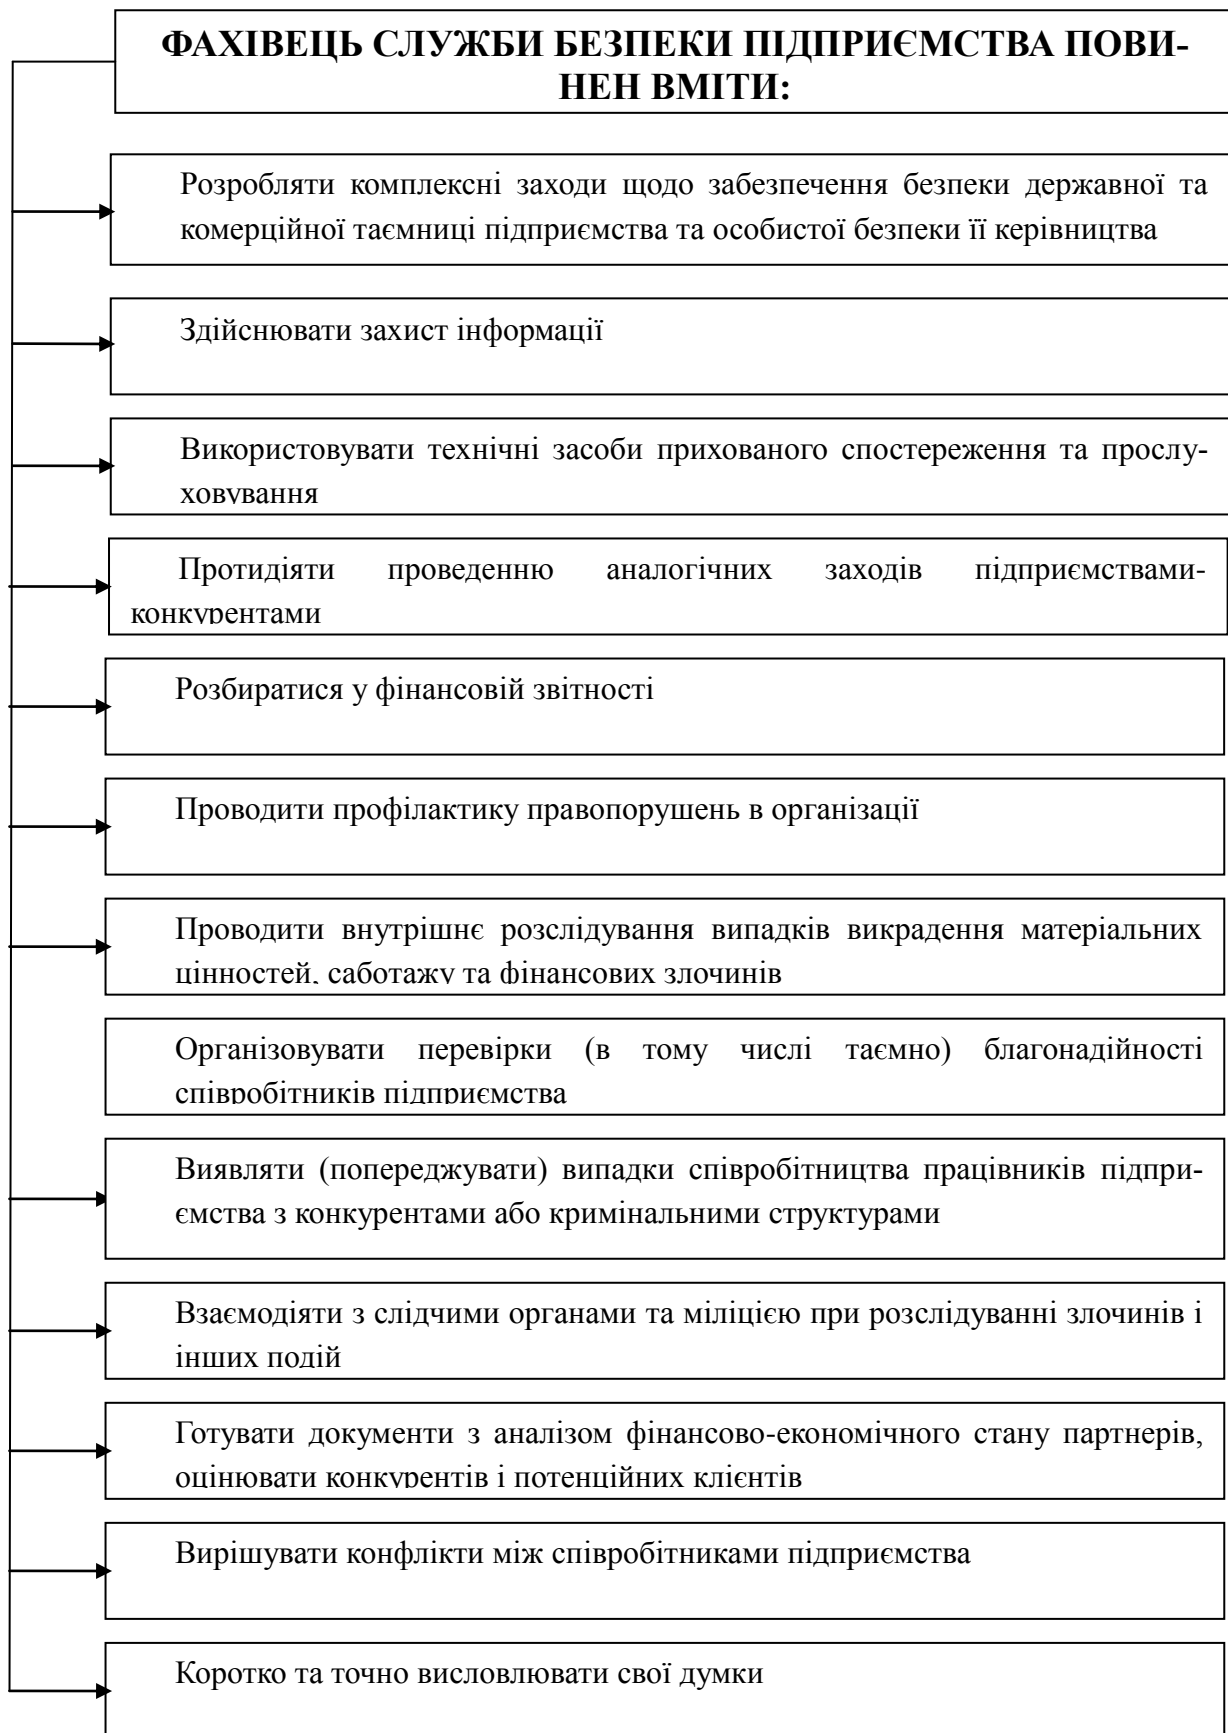 ФАХІВЕЦЬ СЛУЖБИ БЕЗПЕКИ ПІДПРИЄМСТВА ПОВИ-
НЕН ВМІТИ:
Розробляти комплексні заходи щодо забезпечення безпеки державної та
комерційної таємниці підприємства та особистої безпеки її керівництва
Здійснювати захист інформації
Використовувати технічні засоби прихованого спостереження та прослу-
ховування
Протидіяти проведенню аналогічних заходів підприємствами-
конкурентами
Розбиратися у фінансовій звітності
Проводити профілактику правопорушень в організації
Проводити внутрішнє розслідування випадків викрадення матеріальних
цінностей, саботажу та фінансових злочинів
Організовувати перевірки (в тому числі таємно) благонадійності
співробітників підприємства
Виявляти (попереджувати) випадки співробітництва працівників підпри-
ємства з конкурентами або кримінальними структурами
Взаємодіяти з слідчими органами та міліцією при розслідуванні злочинів і
інших подій
Готувати документи з аналізом фінансово-економічного стану партнерів,
оцінювати конкурентів і потенційних клієнтів
Вирішувати конфлікти між співробітниками підприємства
Коротко та точно висловлювати свої думки